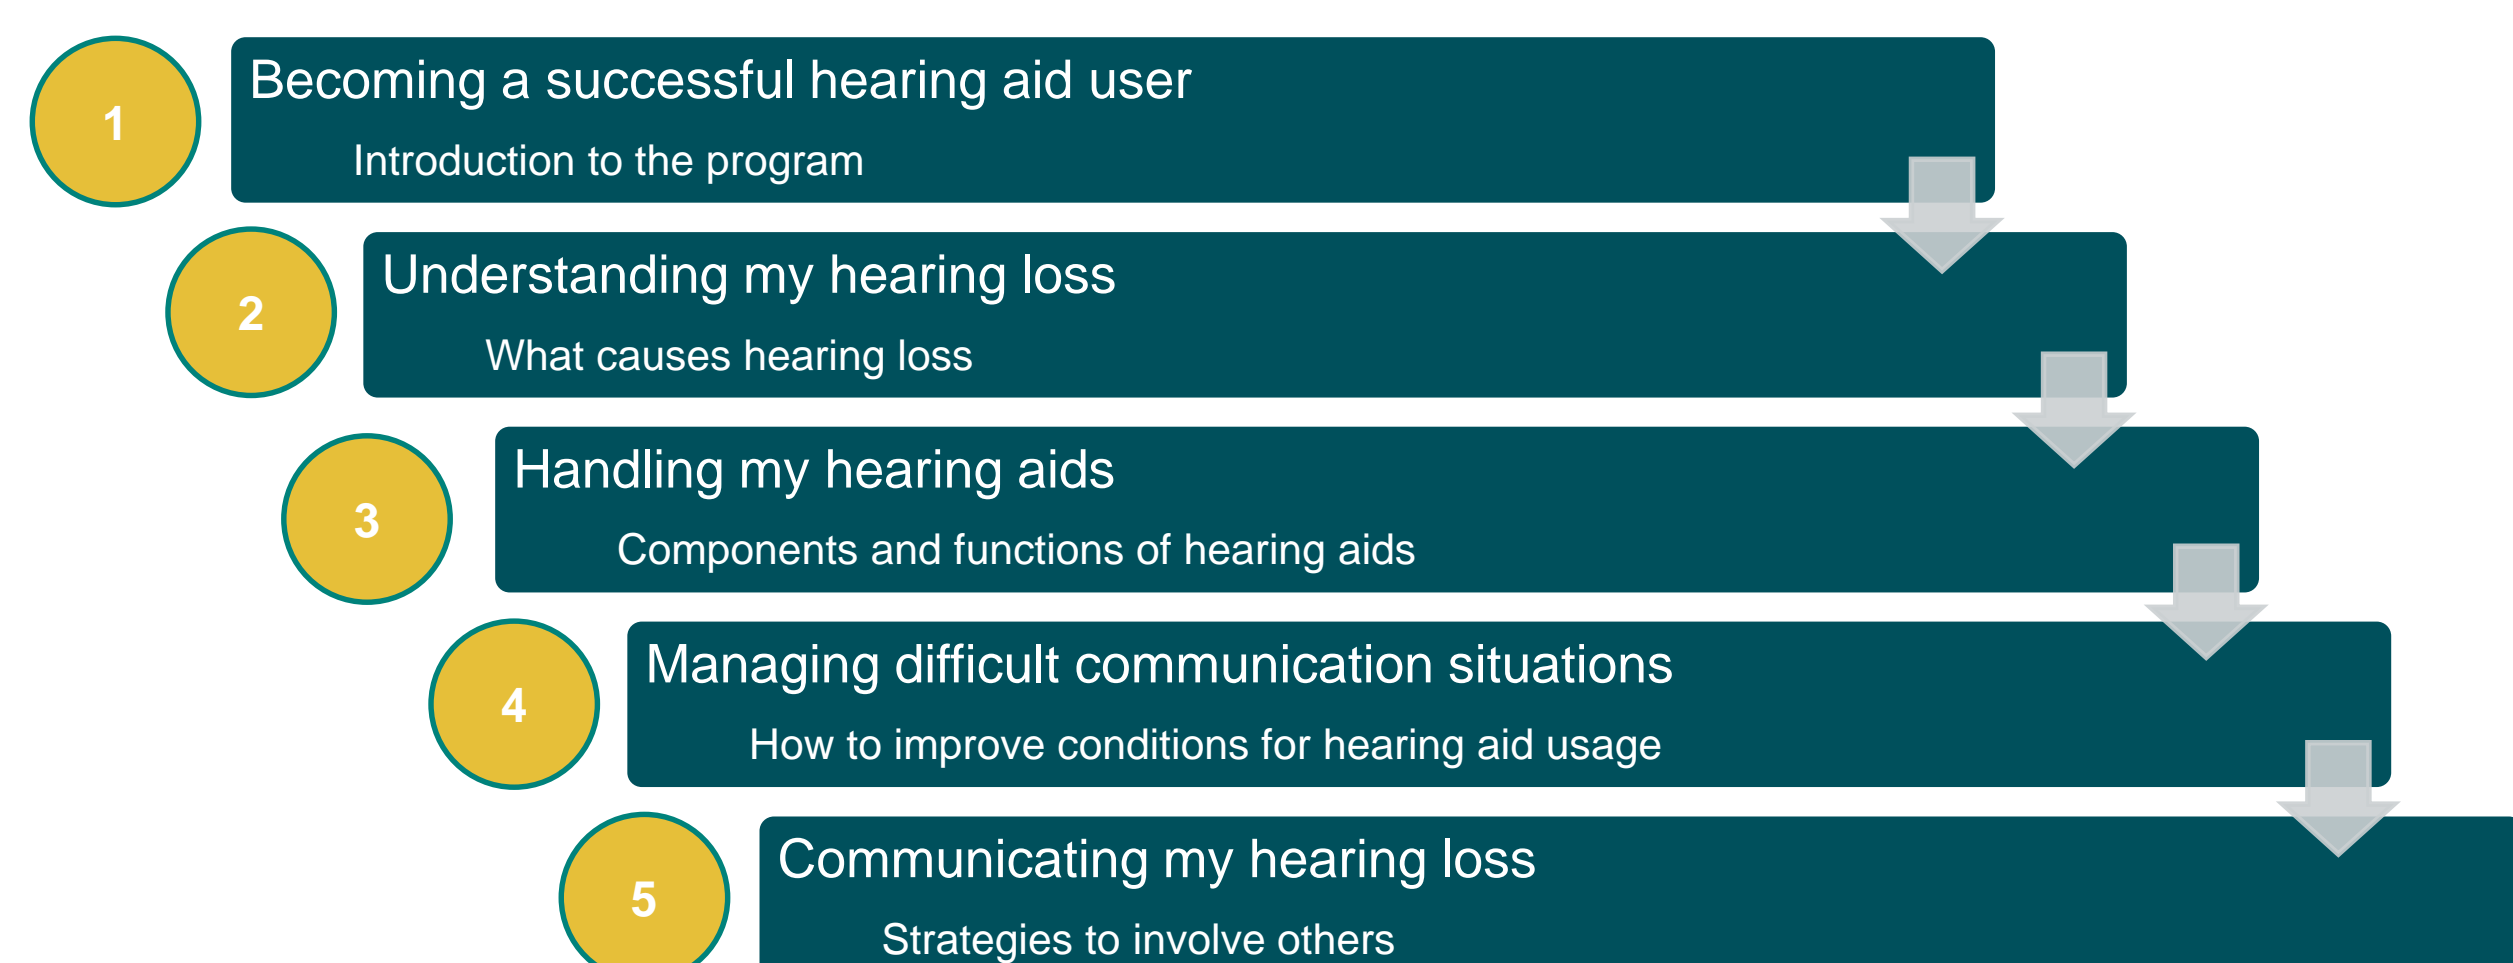 1
Becoming a successful hearing aid user
Introduction to the program
2
Understanding my hearing loss
What causes hearing loss
3
Handling my hearing aids
Components and functions of hearing aids
4
Managing difficult communication situations
How to improve conditions for hearing aid usage
5
Communicating my hearing loss
Strategies to involve others